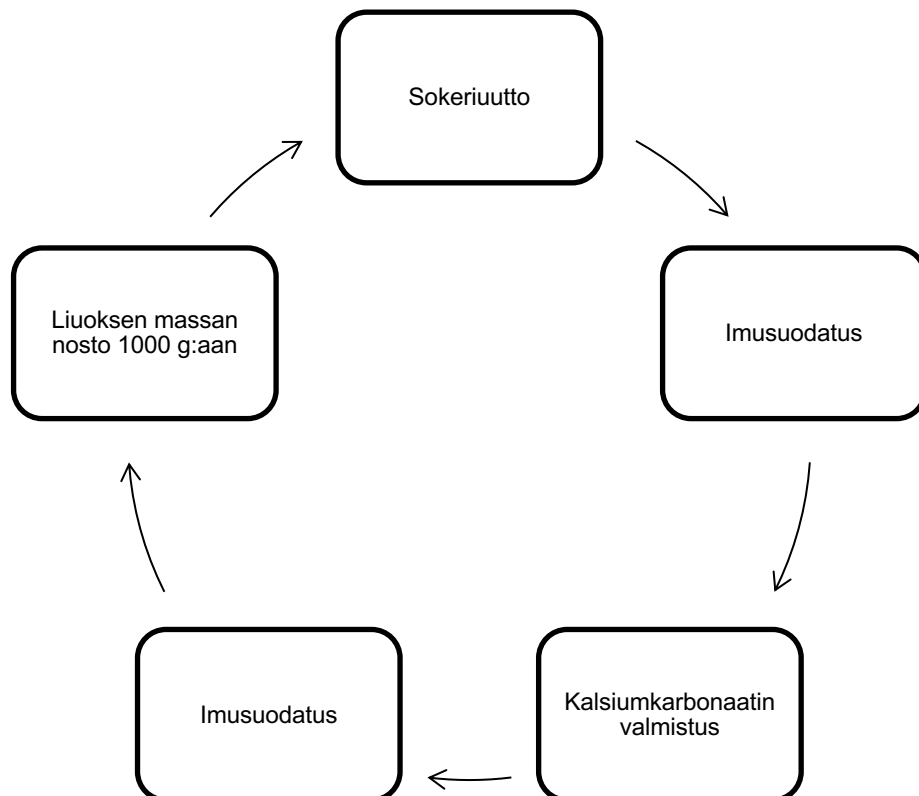 Sokeriuutto
Imusuodatus
Kalsiumkarbonaatin
valmistus
Imusuodatus
Liuoksen massan
nosto 1000 g:aan